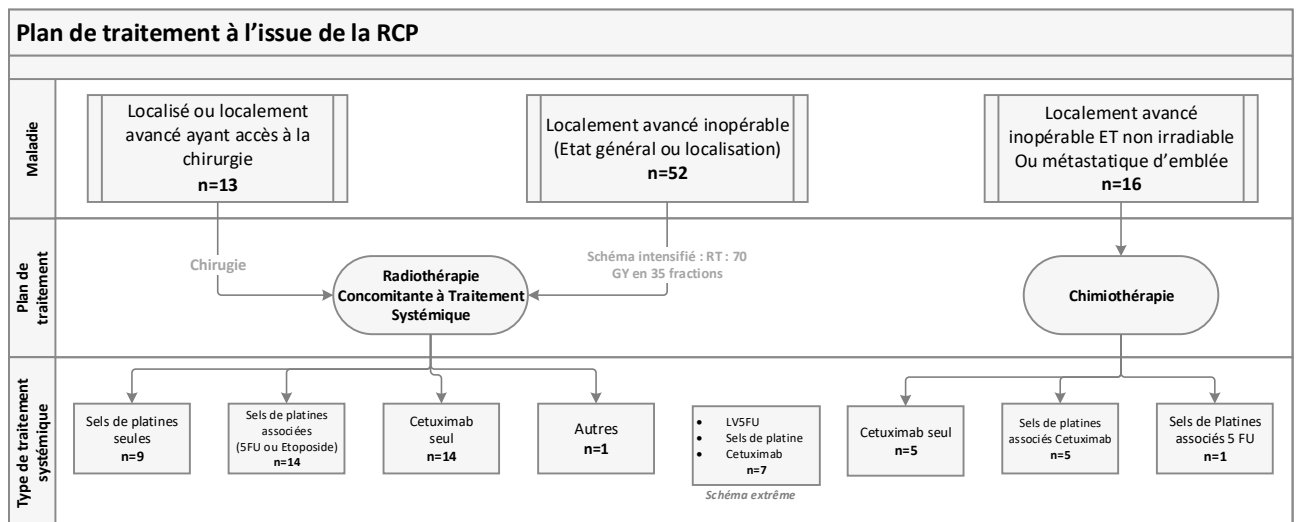 Plan de traitement à l'issue de la RCP
Maladie
Localisé ou localement
avancé ayant accès à la
chirurgie
n=13
Localement avancé inopérable
(Etat général ou localisation)
n=52
Localement avancé
inopérable ET non irradiable
Ou métastatique d'emblée
n=16
Plan de
traitement
Chirugie
Radiothérapie
Concomitante à Traitement
Systémique
Schéma intensifié : RT : 70
GY en 35 fractions
Chimiothérapie
Type de traitement
systémique
Sels de platines
seules
n=9
Sels de platines
associées
(5FU ou Etoposide)
n=14
Cetuximab
seul
n=14
Autres
n=1
• LV5FU
• Sels de platine
• Cetuximab
n=7
Schéma extrême
Cetuximab seul
n=5
Sels de platines
associés Cetuximab
n=5
Sels de Platines
associés 5 FU
n=1